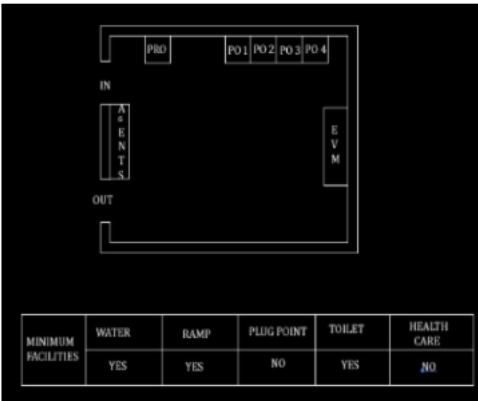 PRO
PO 1 PO 2 PO 3 PO 4
IN
AGENTS
EVM
OUT
MINIMUM FACILITIES
WATER RAMP PLUG POINT TOILET HEALTH CARE
YES YES NO YES NO